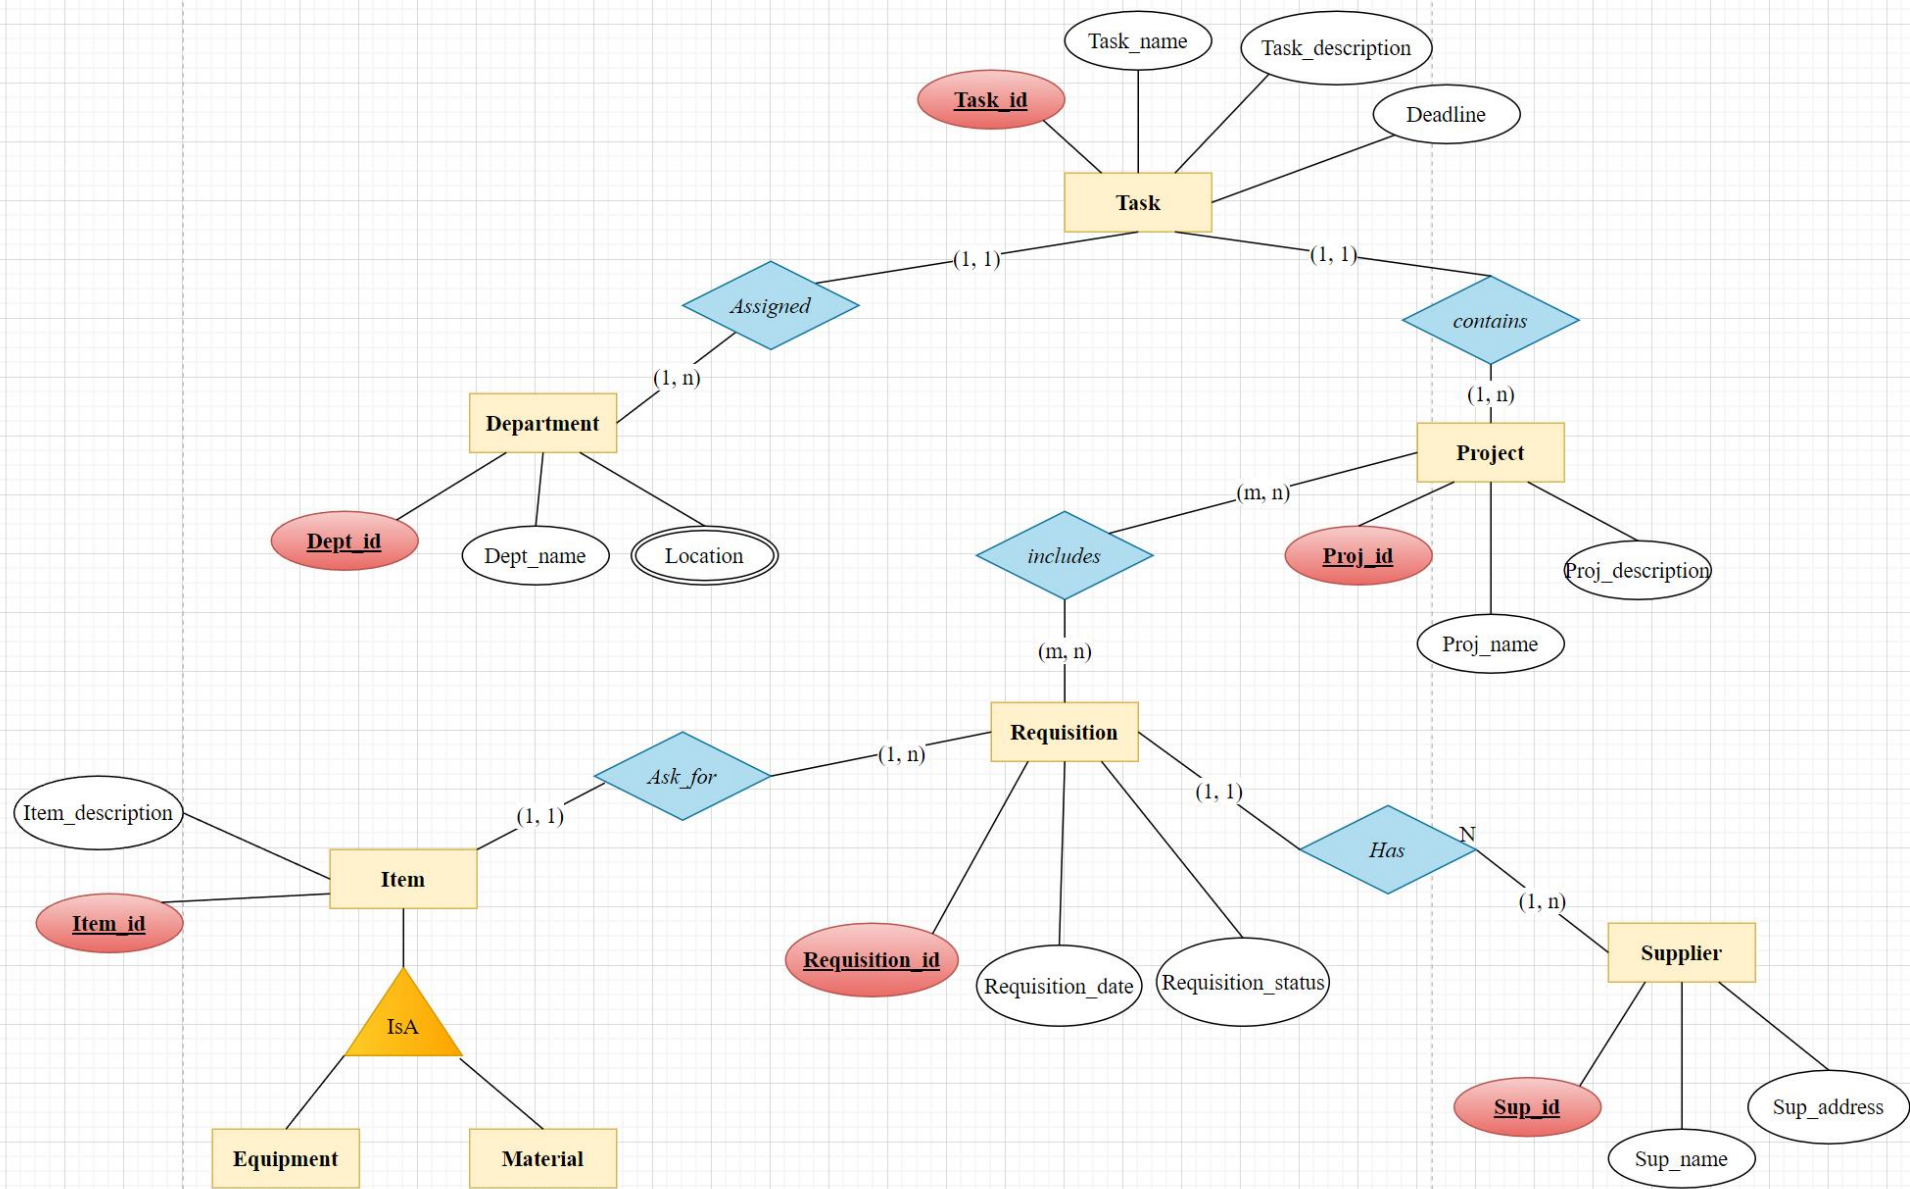 Task_name
Task_description
Task_id
Deadline
Task
(1, 1)
(1, 1)
Assigned
contains
(1, n)
(1, n)
Department
Project
(m, n)
Dept_id
Dept_name
Location
includes
Proj_id
Proj_description
Proj_name
(m, n)
Requisition
Ask_for
(1, n)
(1, 1)
(1, 1)
Item_description
N
Has
Item
(1, n)
Item_id
Requisition_id
Requisition_date
Requisition_status
Supplier
IsA
Sup_id
Sup_address
Equipment
Material
Sup_name